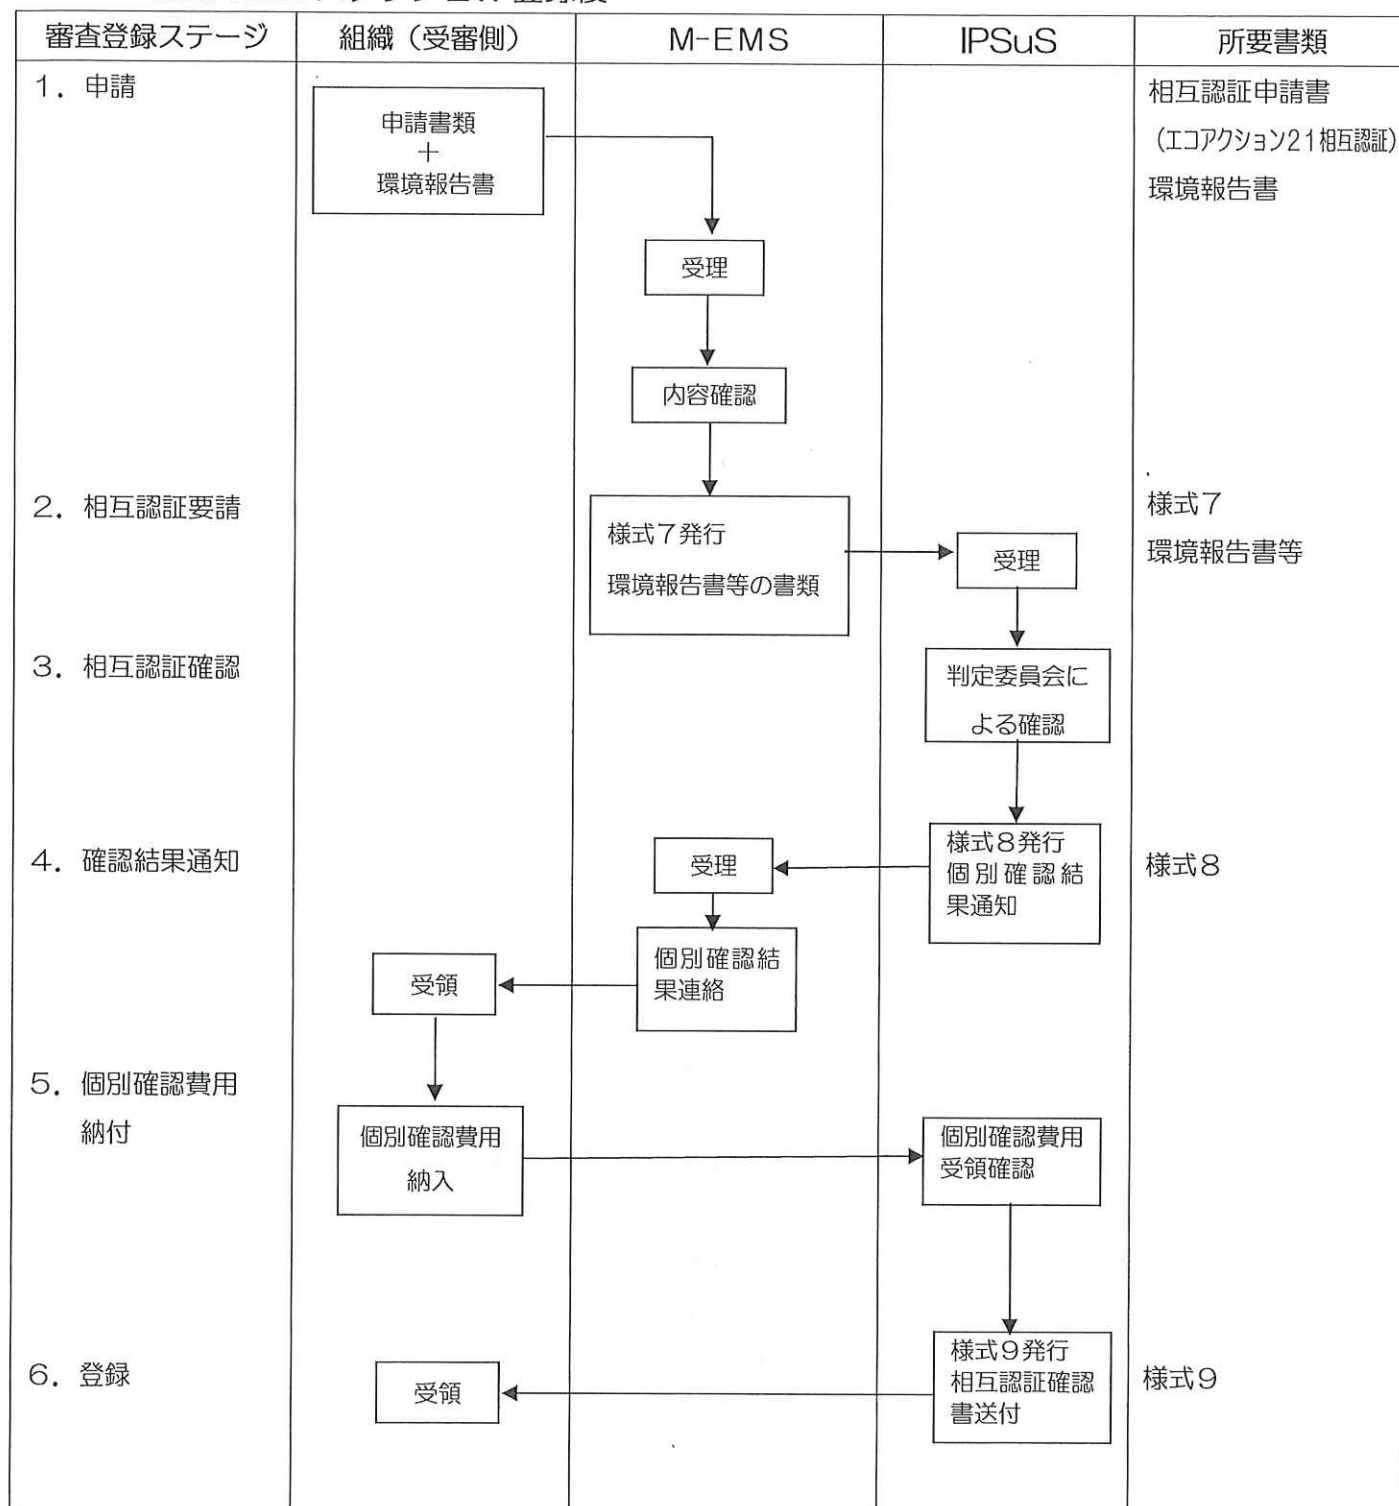 審査登録ステージ
組織（受審側）
M-EMS
IPSuS
所要書類
1．申請
申請書類
＋
環境報告書
相互認証申請書
（エコアクション21相互認証）
環境報告書
受理
内容確認
2．相互認証要請
様式7発行
環境報告書等の書類
受理
様式7
環境報告書等
3．相互認証確認
判定委員会に
よる確認
4．確認結果通知
受理
様式8発行
個別確認結
果通知
様式8
個別確認結
果連絡
受領
5．個別確認費用
納付
個別確認費用
納入
個別確認費用
受領確認
6．登録
受領
様式9発行
相互認証確認
書送付
様式9